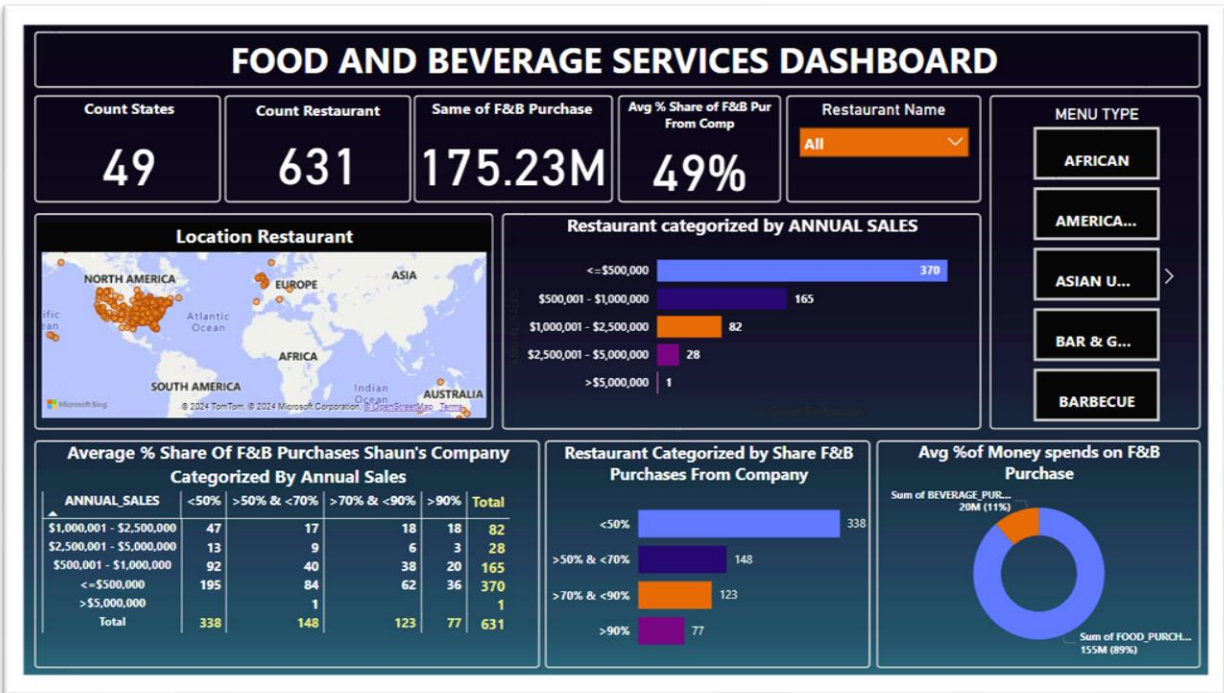 FOOD AND BEVERAGE SERVICES DASHBOARD
Count States
49
Count Restaurant
631
Same of F&B Purchase
175.23M
Avg % Share of F&B Pur
From Comp
49%
Restaurant Name
All
MENU TYPE
AFRICAN
AMERICA...
ASIAN U...
BAR & G...
BARBECUE
Location Restaurant
NORTH AMERICA
EUROPE
ASIA
Atlantic
Ocean
AFRICA
SOUTH AMERICA
Indian
Ocean
AUSTRALIA
Microsoft Bing
© 2024 TomTom, © 2024 Microsoft Corporation, © OpenStreetMap Terms
Restaurant categorized by ANNUAL SALES
<=$500,000 370
$500,001 - $1,000,000 165
$1,000,001 - $2,500,000 82
$2,500,001 - $5,000,000 28
>$5,000,000 1
Average % Share Of F&B Purchases Shaun's Company
Categorized By Annual Sales
ANNUAL_SALES <50% >50% & <70% >70% & <90% >90% Total
$1,000,001 - $2,500,000 47 17 18 18 82
$2,500,001 - $5,000,000 13 9 6 3 28
$500,001 - $1,000,000 92 40 38 20 165
<=$500,000 195 84 62 36 370
>$5,000,000 1 1
Total 338 148 123 77 631
Restaurant Categorized by Share F&B
Purchases From Company
<50% 338
>50% & <70% 148
>70% & <90% 123
>90% 77
Avg %of Money spends on F&B
Purchase
Sum of BEVERAGE_PUR...
20M (11%)
Sum of FOOD_PURCH...
155M (89%)